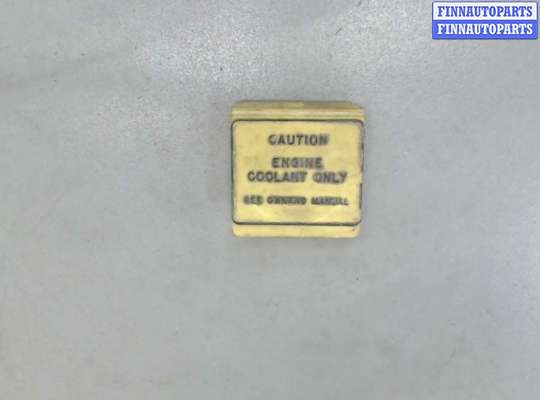 FINNAUTOPARTS
FINNAUTOPARTS
CAUTION
ENGINE
COOLANT ONLY
SEE OWNERS MANUAL